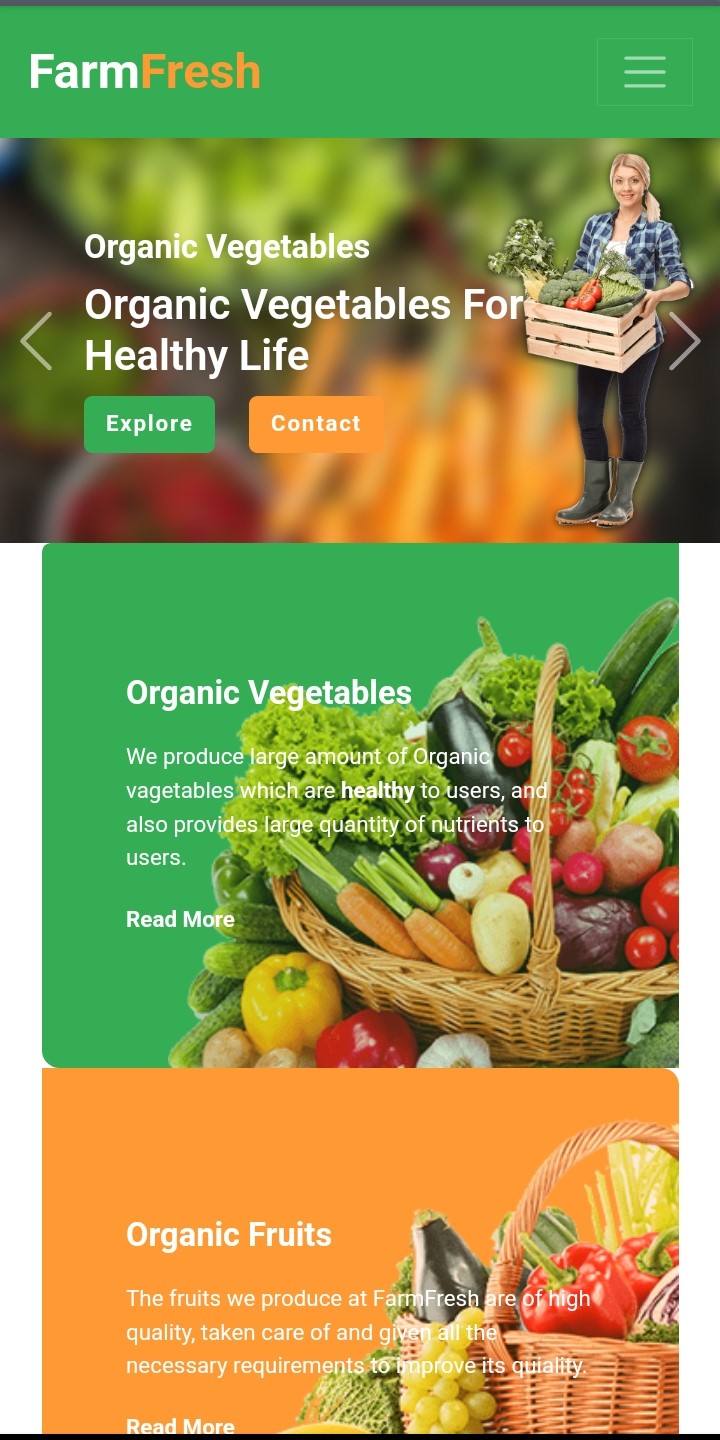 FarmFresh
Organic Vegetables
Organic Vegetables For
Healthy Life
Explore Contact
Organic Vegetables
We produce large amount of Organic
vagetables which are healthy to users, and
also provides large quantity of nutrients to
users.
Read More
Organic Fruits
The fruits we produce at FarmFresh are of high
quality, taken care of and given all the
necessary requirements to improve its quiality.
Read More